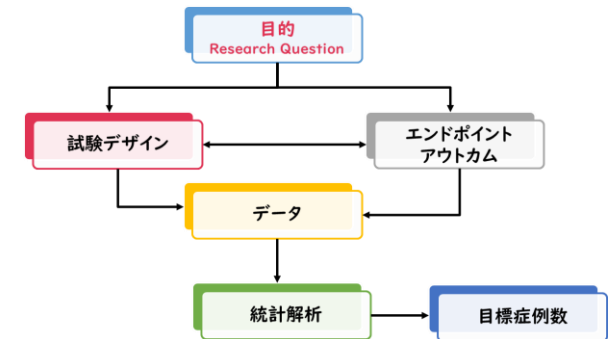 目的
Research Question
試験デザイン
エンドポイント
アウトカム
データ
統計解析
目標症例数